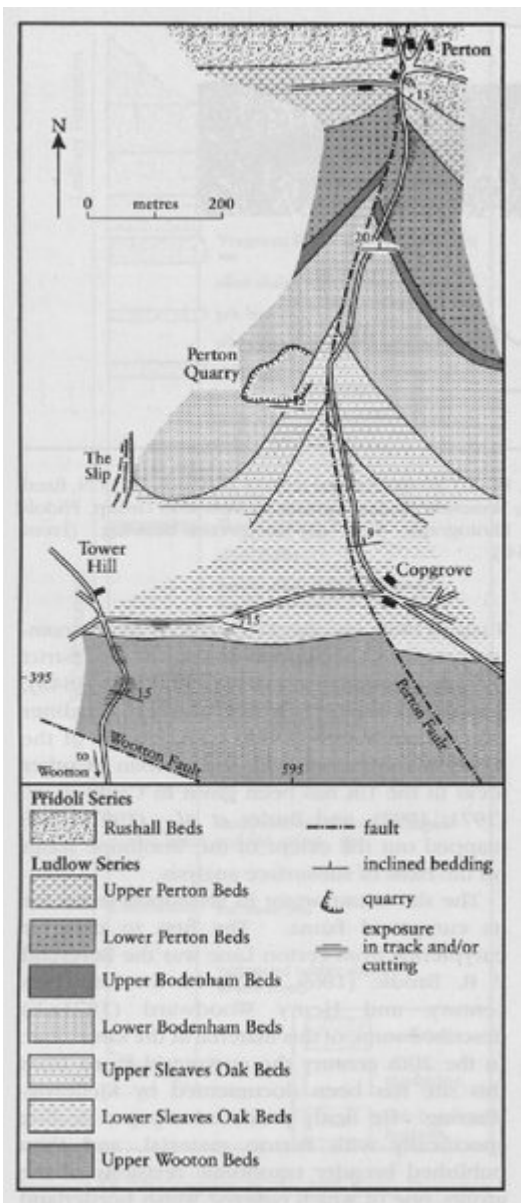 Perton
15
N
0 metres 200
20
Perton
Quarry
15
The
Slip
9
Tower
Hill
Copgrove
15
395
15
Perton Fault
Wootton Fault
to
Wootton
595
Přídolí Series
Rushall Beds
Ludlow Series
Upper Perton Beds
Lower Perton Beds
Upper Bodenham Beds
Lower Bodenham Beds
Upper Sleaves Oak Beds
Lower Sleaves Oak Beds
Upper Wooton Beds
fault
inclined bedding
quarry
exposure
in track and/or
cutting